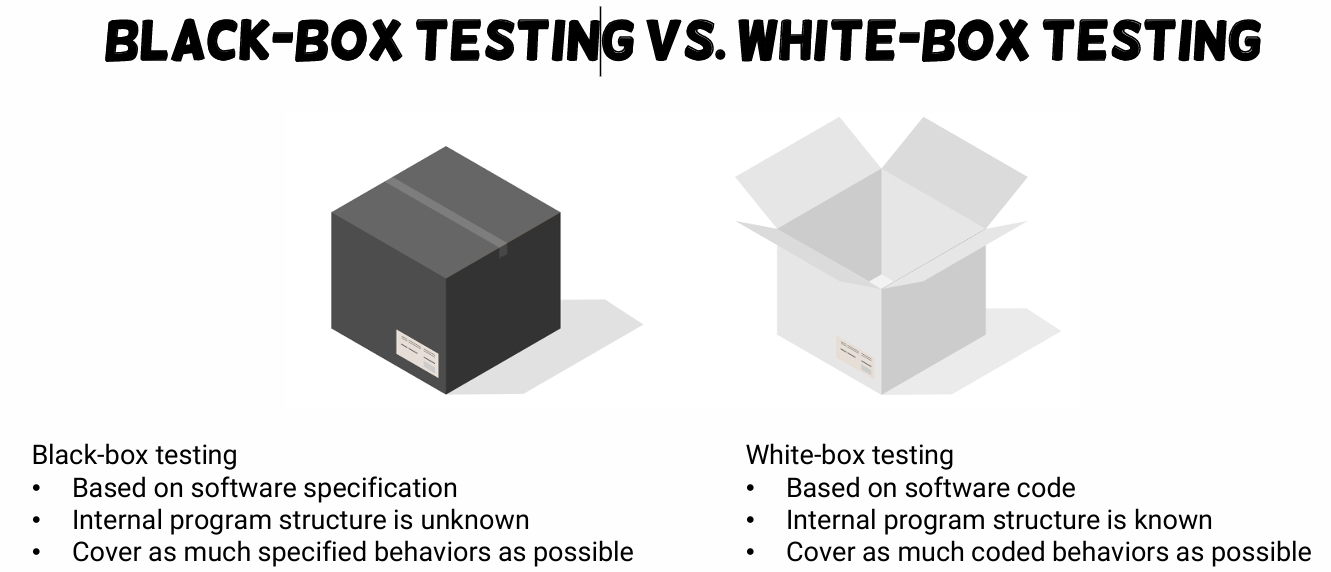 BLACK-BOX TESTING VS. WHITE-BOX TESTING
Black-box testing
• Based on software specification
• Internal program structure is unknown
• Cover as much specified behaviors as possible
White-box testing
• Based on software code
• Internal program structure is known
• Cover as much coded behaviors as possible